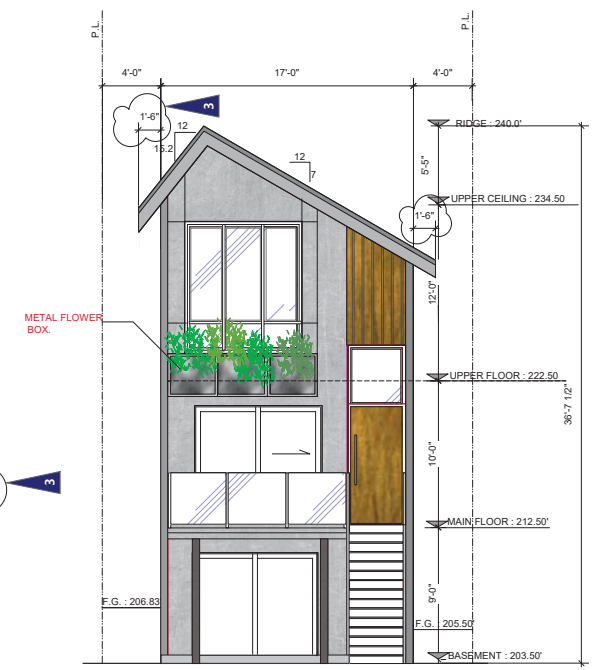 P.L.
P.L.
4'-0"
17'-0"
4'-0"
3
1'-6"
12
15.2
12
7
RIDGE : 240.0'
5'-5"
UPPER CEILING : 234.50
1'-6"
12'-0"
METAL FLOWER
BOX.
UPPER FLOOR : 222.50
36'-7 1/2"
10'-0"
3
MAIN FLOOR : 212.50'
9'-0"
F.G. : 206.83'
F.G. : 205.50'
BASEMENT : 203.50'